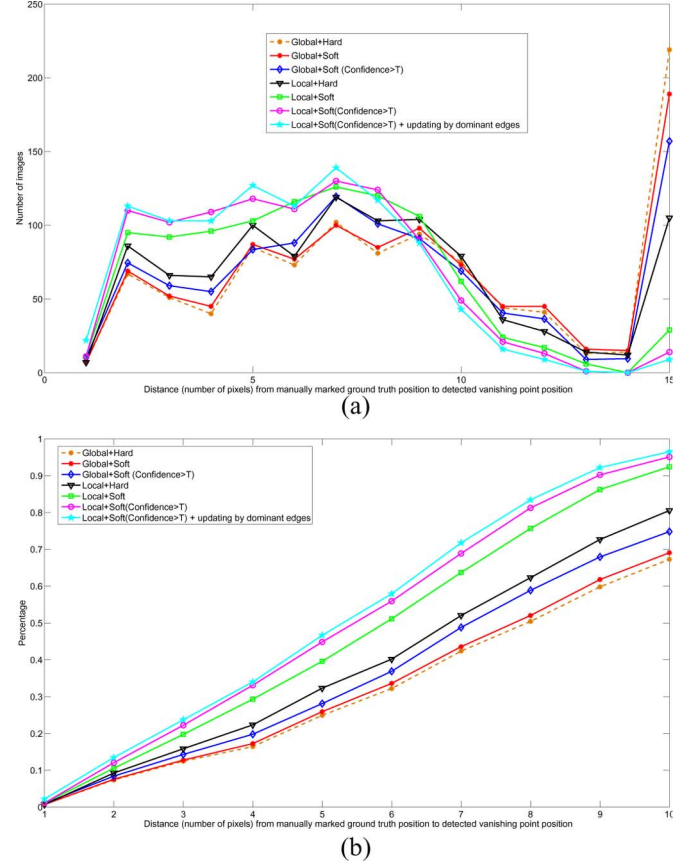 250
200
150
100
50
0
Number of images
Global+Hard
Global+Soft
Global+Soft (Confidence>T)
Local+Hard
Local+Soft
Local+Soft(Confidence>T)
Local+Soft(Confidence>T) + updating by dominant edges
0 5 10 15
Distance (number of pixels) from manually marked ground truth position to detected vanishing point position
(a)
1
0.9
0.8
0.7
0.6
0.5
0.4
0.3
0.2
0.1
0
Percentage
Global+Hard
Global+Soft
Global+Soft (Confidence>T)
Local+Hard
Local+Soft
Local+Soft(Confidence>T)
Local+Soft(Confidence>T) + updating by dominant edges
1 2 3 4 5 6 7 8 9 10
Distance (number of pixels) from manually marked ground truth position to detected vanishing point position
(b)